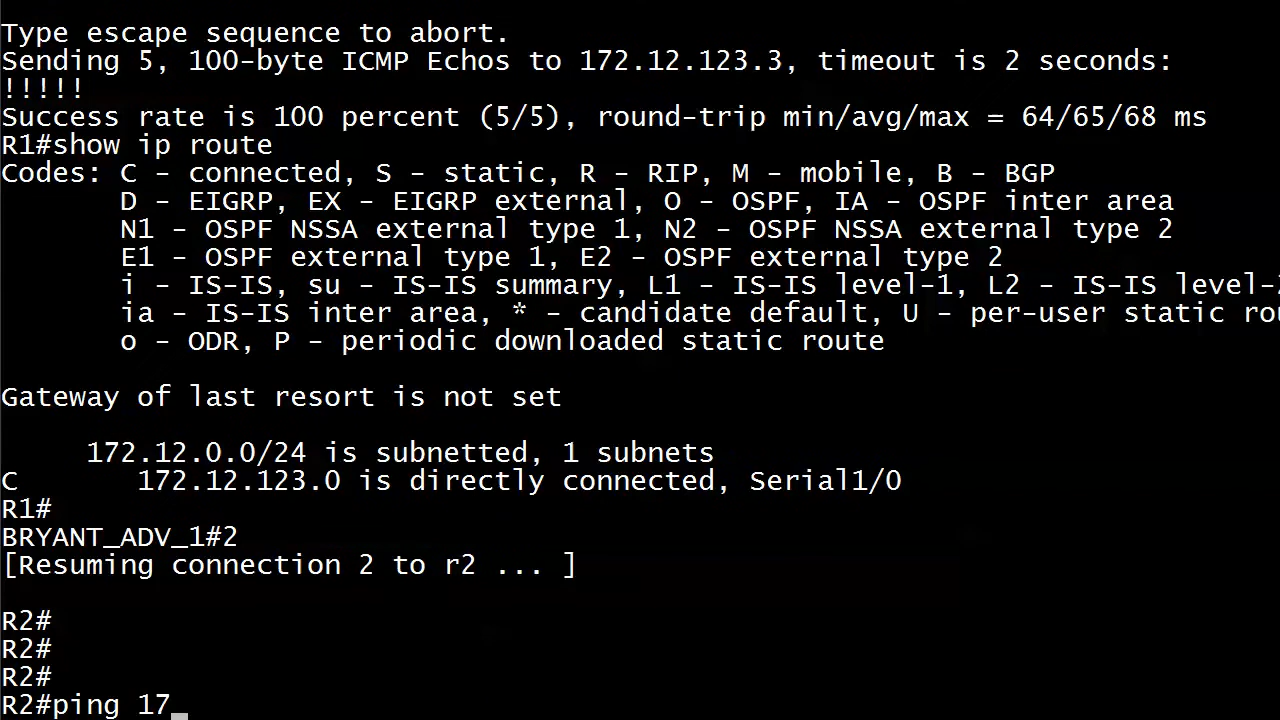 Type escape sequence to abort.
Sending 5, 100-byte ICMP Echos to 172.12.123.3, timeout is 2 seconds:
!!!!!
Success rate is 100 percent (5/5), round-trip min/avg/max = 64/65/68 ms
R1#show ip route
Codes: C - connected, S - static, R - RIP, M - mobile, B - BGP
       D - EIGRP, EX - EIGRP external, O - OSPF, IA - OSPF inter area
       N1 - OSPF NSSA external type 1, N2 - OSPF NSSA external type 2
       E1 - OSPF external type 1, E2 - OSPF external type 2
       i - IS-IS, su - IS-IS summary, L1 - IS-IS level-1, L2 - IS-IS level-
       ia - IS-IS inter area, * - candidate default, U - per-user static ro
       o - ODR, P - periodic downloaded static route
Gateway of last resort is not set
     172.12.0.0/24 is subnetted, 1 subnets
C       172.12.123.0 is directly connected, Serial1/0
R1#
BRYANT_ADV_1#2
[Resuming connection 2 to r2 ... ]
R2#
R2#
R2#
R2#ping 17